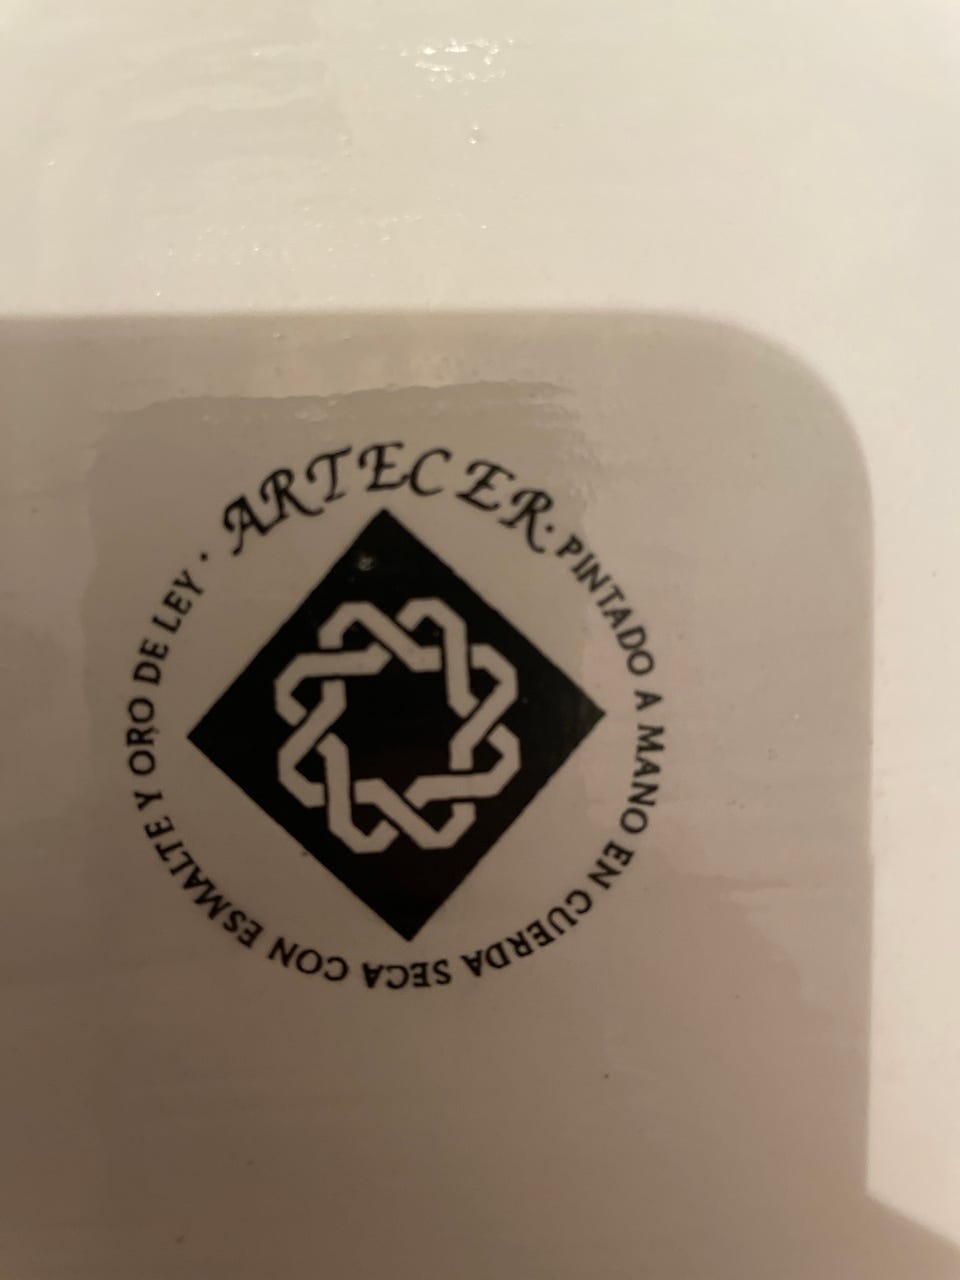 · ARTECER · PINTADO A MANO EN CUERDA SECA CON ESMALTE Y ORO DE LEY